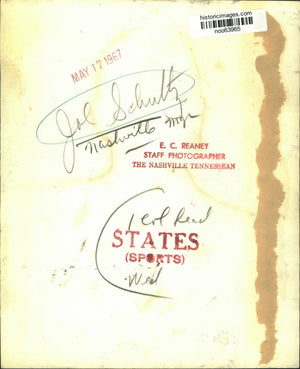 historicimages.com
noo63965
MAY 17 1967
Joe Schultz
Nashville Mgr
E. C. REANEY
STAFF PHOTOGRAPHER
THE NASHVILLE TENNESSEAN
1 col Read
STATES
(SPORTS)
Wed